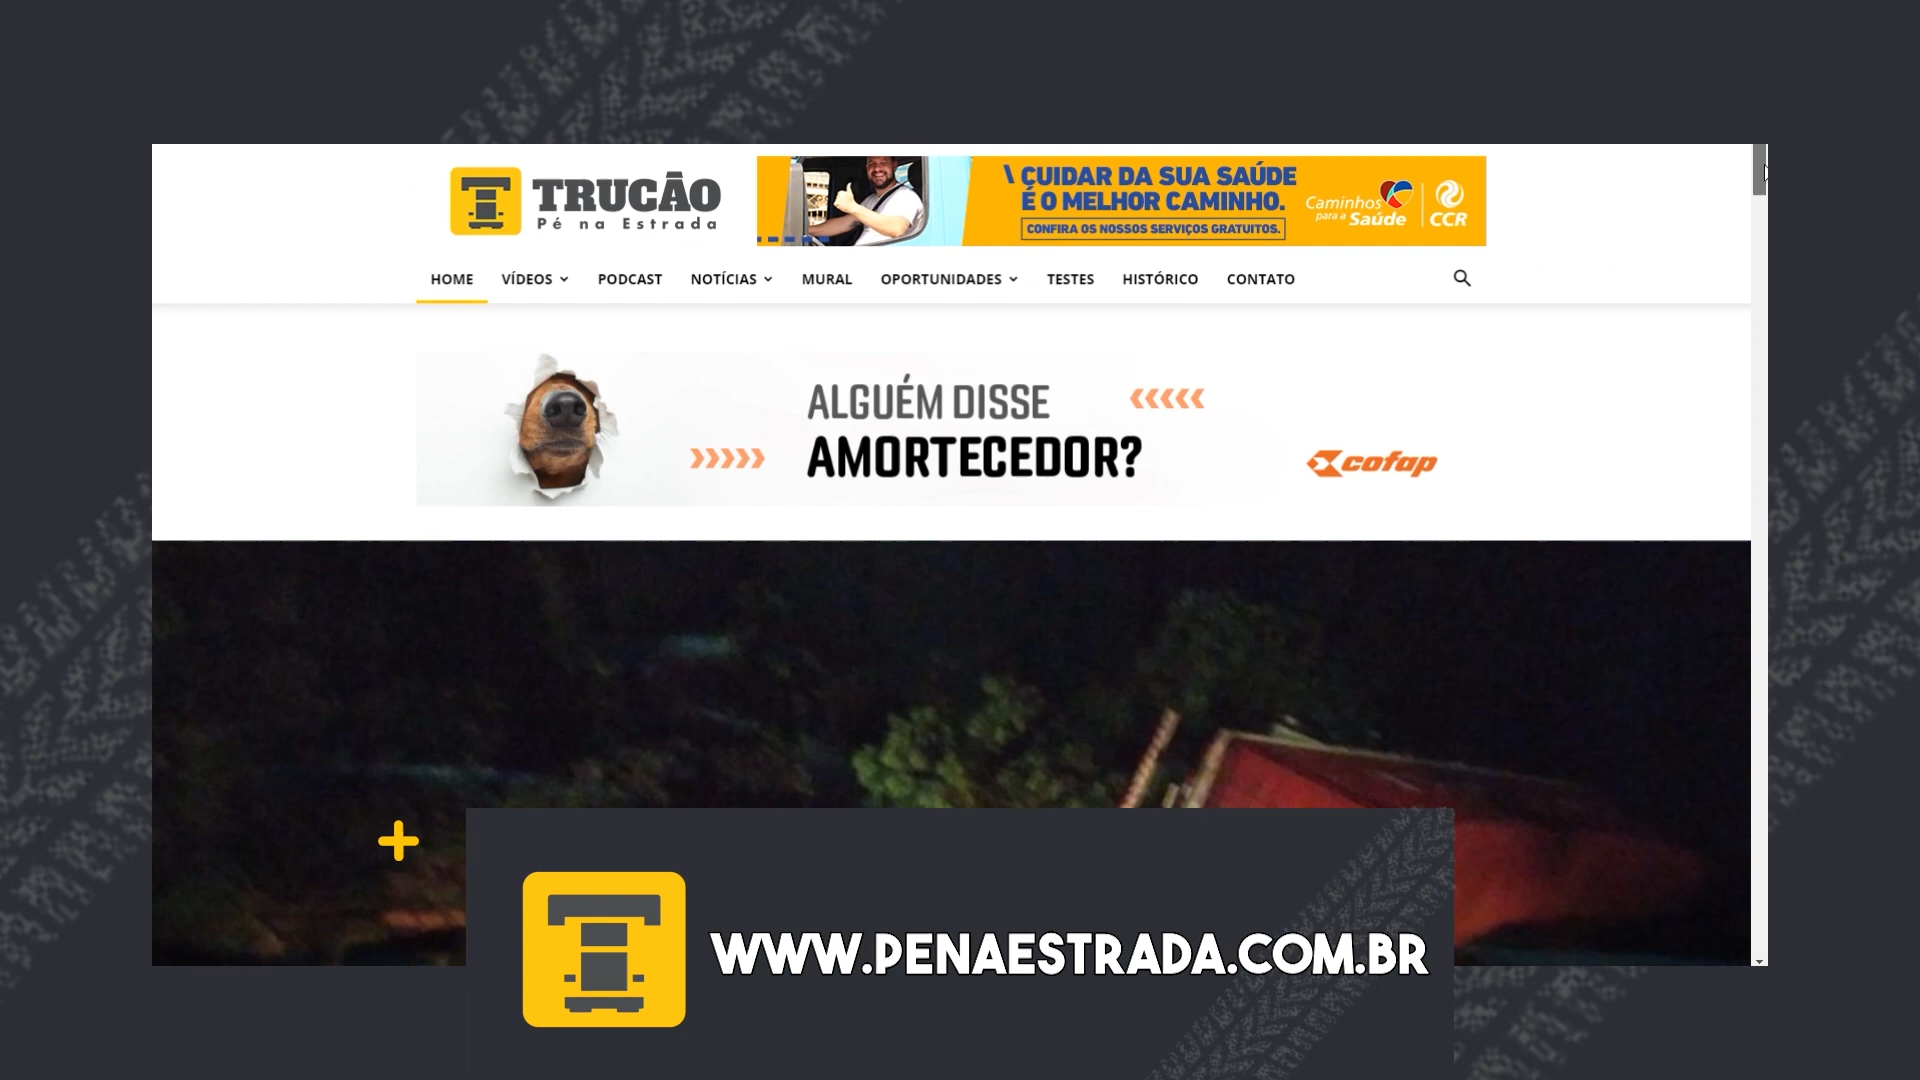 TRUCÃO
Pé na Estrada
CUIDAR DA SUA SAÚDE
É O MELHOR CAMINHO.
CONFIRA OS NOSSOS SERVIÇOS GRATUITOS.
Caminhos
para a Saúde
CCR
HOME VÍDEOS PODCAST NOTÍCIAS MURAL OPORTUNIDADES TESTES HISTÓRICO CONTATO
ALGUÉM DISSE
AMORTECEDOR?
cofap
WWW.PENAESTRADA.COM.BR